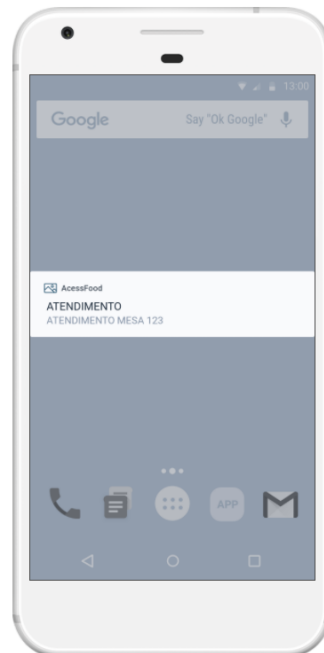 13:00
Google Say "Ok Google"
AcessFood
ATENDIMENTO
ATENDIMENTO MESA 123
APP